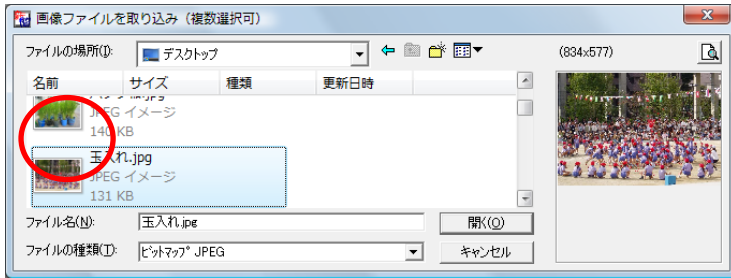 画像ファイルを取り込み（複数選択可）
ファイルの場所(I):
デスクトップ
(834x577)
名前
サイズ
種類
更新日時
JPEG イメージ
140 KB
玉入れ.jpg
JPEG イメージ
131 KB
ファイル名(N):
玉入れ.jpg
開く(O)
ファイルの種類(T):
ビットマップ JPEG
キャンセル